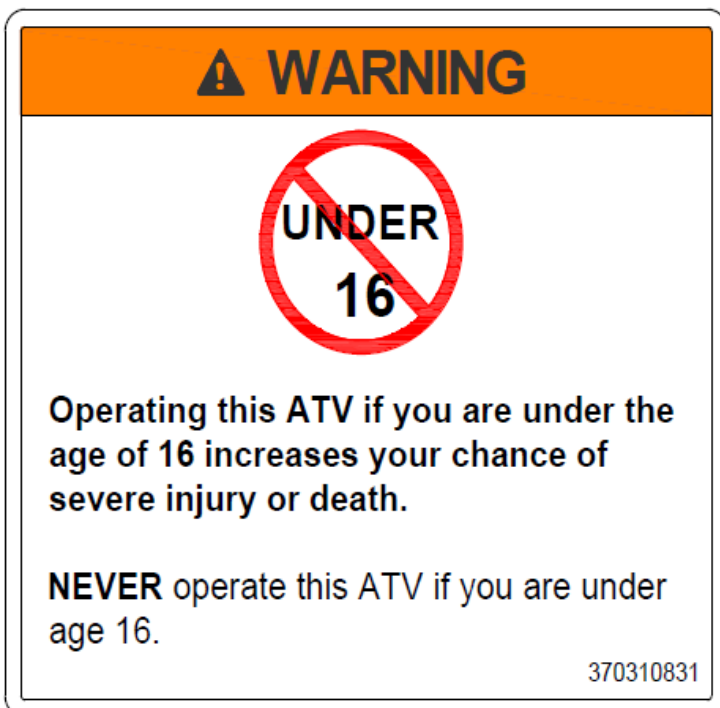 WARNING
UNDER
16
Operating this ATV if you are under the
age of 16 increases your chance of
severe injury or death.
NEVER operate this ATV if you are under
age 16.
370310831